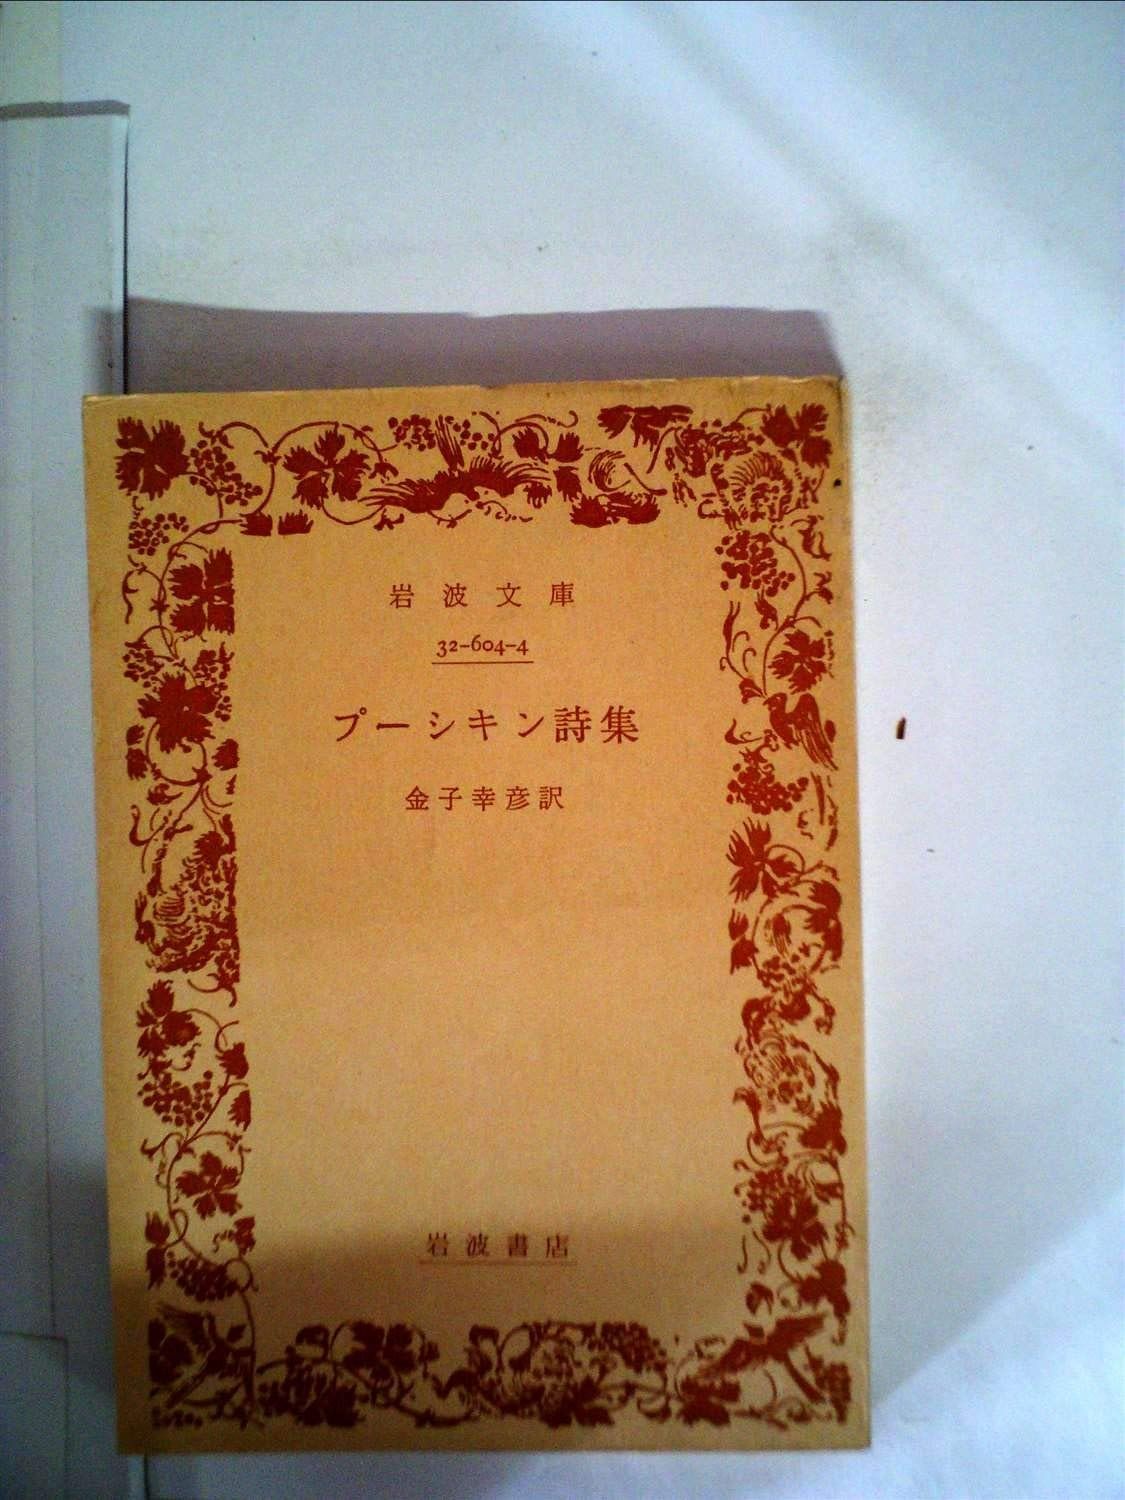 岩波文庫
32-604-4
プーシキン詩集
金子幸彦訳
岩波書店